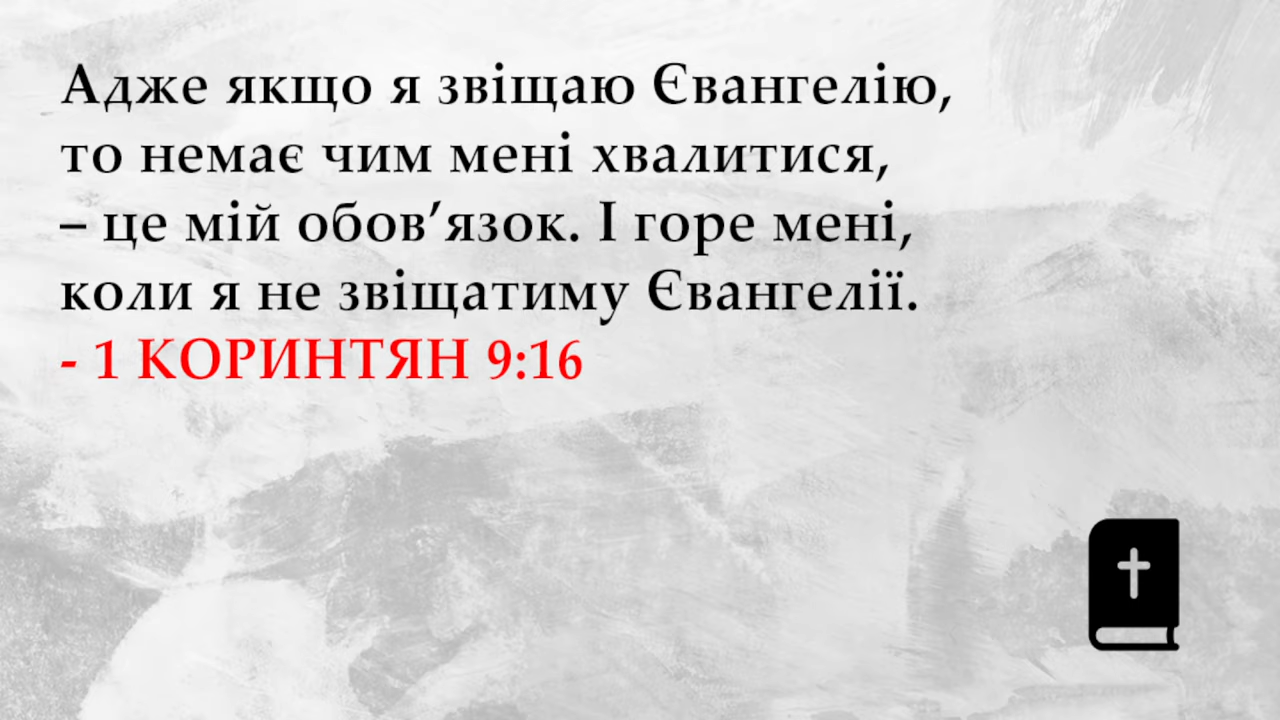 Адже якщо я звіщаю Євангелію,
то немає чим мені хвалитися,
– це мій обов’язок. І горе мені,
коли я не звіщатиму Євангелії.
- 1 КОРИНТЯН 9:16